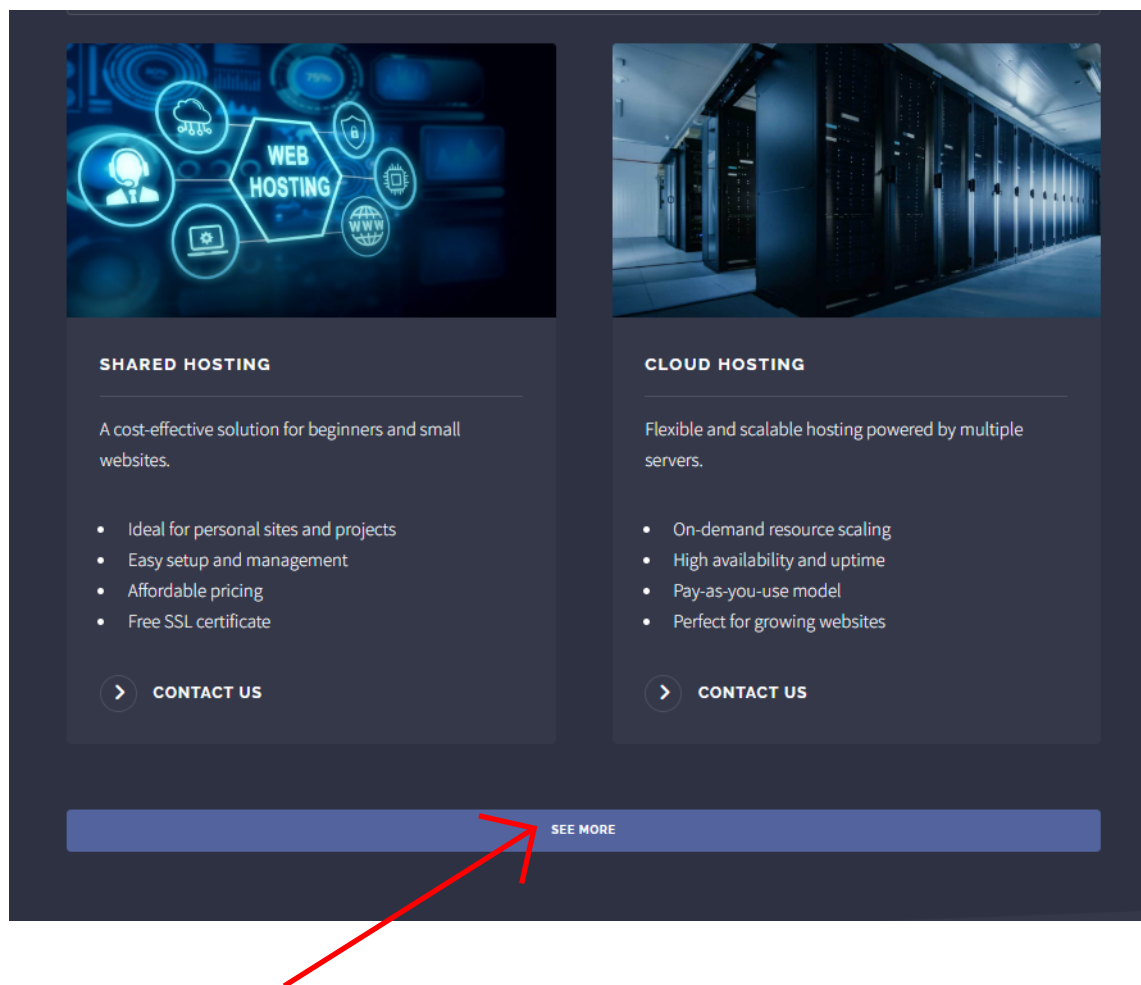 75%
WEB
HOSTING
WWW
SHARED HOSTING
A cost-effective solution for beginners and small
websites.
Ideal for personal sites and projects
Easy setup and management
Affordable pricing
Free SSL certificate
CONTACT US
CLOUD HOSTING
Flexible and scalable hosting powered by multiple
servers.
On-demand resource scaling
High availability and uptime
Pay-as-you-use model
Perfect for growing websites
CONTACT US
SEE MORE